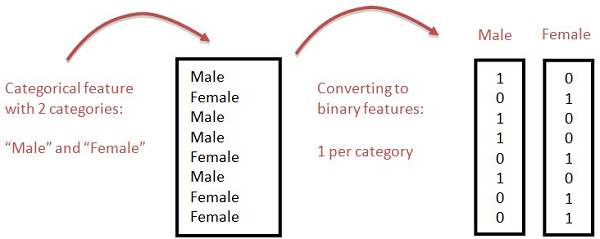 Categorical feature
with 2 categories:
“Male” and “Female”
Male
Female
Male
Male
Female
Male
Female
Female
Converting to
binary features:
1 per category
Male Female
1 0
0 1
1 0
1 0
0 1
1 0
0 1
0 1